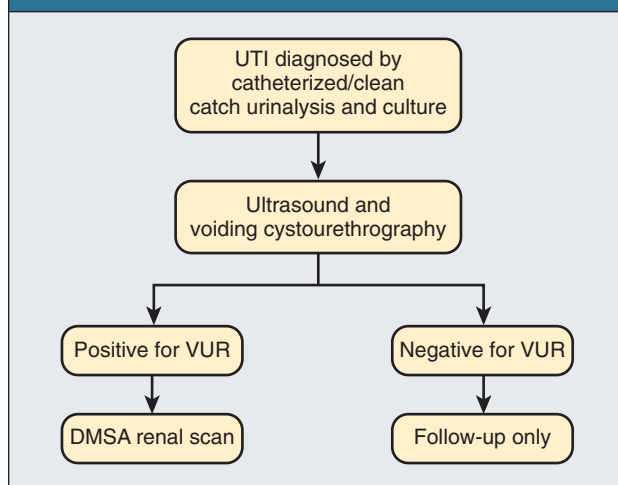 UTI diagnosed by
catheterized/clean
catch urinalysis and culture
Ultrasound and
voiding cystourethrography
Positive for VUR
Negative for VUR
DMSA renal scan
Follow-up only